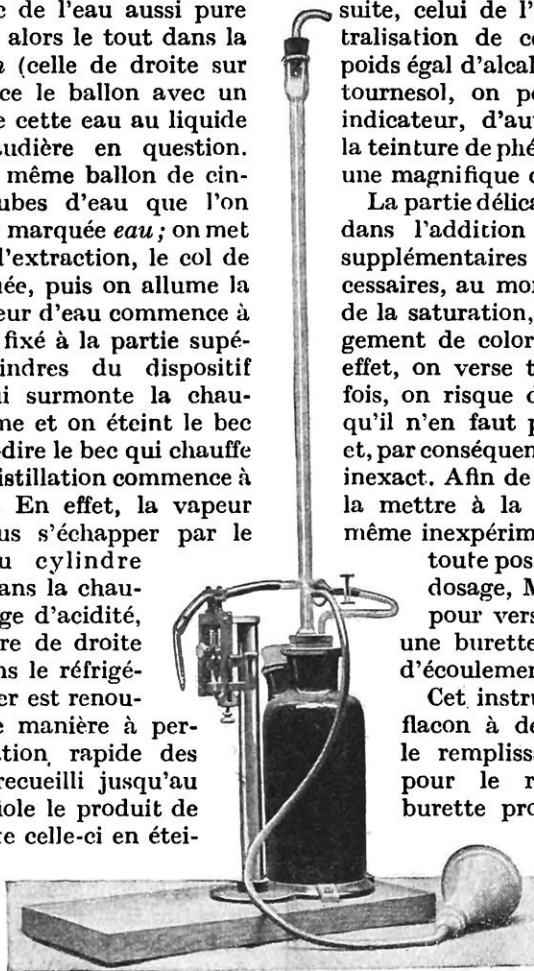 c de l'eau aussi pure
alors le tout dans la
n (celle de droite sur
ce le ballon avec un
e cette eau au liquide
audière en question.
même ballon de cin-
ubes d'eau que l'on
marquée eau ; on met
l'extraction, le col de
née, puis on allume la
eur d'eau commence à
fixé à la partie supé-
indres du dispositif
ui surmonte la chau-
me et on éteint le bec
-dire le bec qui chauffe
istillation commence à
En effet, la vapeur
us s'échapper par le
u cylindre
ans la chau-
ge d'acidité,
re de droite
ns le réfrigé-
er est renou-
e manière à per-
ation rapide des
recueilli jusqu'au
iole le produit de
te celle-ci en étei-
suite, celui de l'
tralisation de ce
poids égal d'alcal
tournesol, on pe
indicateur, d'au
la teinture de phé
une magnifique c
La partie délica
dans l'addition
supplémentaires
cessaires, au mor
de la saturation,
gement de color
effet, on verse t
fois, on risque d
qu'il n'en faut p
et, par conséquen
inexact. Afin de
la mettre à la
même inexpérim
toute pos
dosage, M
pour vers
une burette
d'écoulemen
Cet instru
flacon à de
le remplissa
pour le r
burette pro